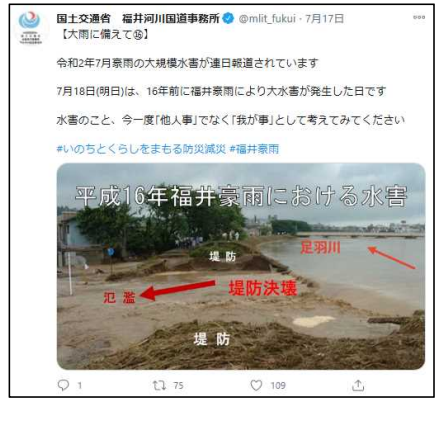 国土交通省 福井河川国道事務所 @mlit_fukui · 7月17日
【大雨に備えて⑯】
令和2年7月豪雨の大規模水害が連日報道されています
7月18日(明日)は、16年前に福井豪雨により大水害が発生した日です
水害のこと、今一度｢他人事｣でなく｢我が事｣として考えてみてください
#いのちとくらしをまもる防災減災 #福井豪雨
平成16年福井豪雨における水害
足羽川
堤防
堤防決壊
氾濫
堤防
1 75 109